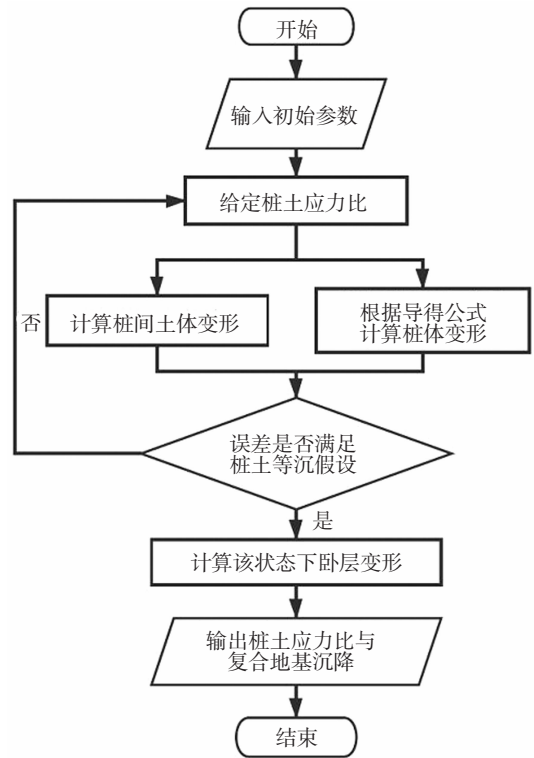 开始
输入初始参数
给定桩土应力比
计算桩间土体变形
根据导得公式
计算桩体变形
否
误差是否满足
桩土等沉假设
是
计算该状态下卧层变形
输出桩土应力比与
复合地基沉降
结束